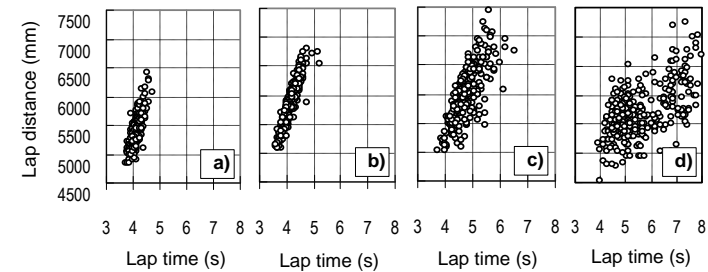 Lap distance (mm)
7500
7000
6500
6000
5500
5000
4500
a)
b)
c)
d)
3 4 5 6 7 8 3 4 5 6 7 8 3 4 5 6 7 8 3 4 5 6 7 8
Lap time (s) Lap time (s) Lap time (s) Lap time (s)